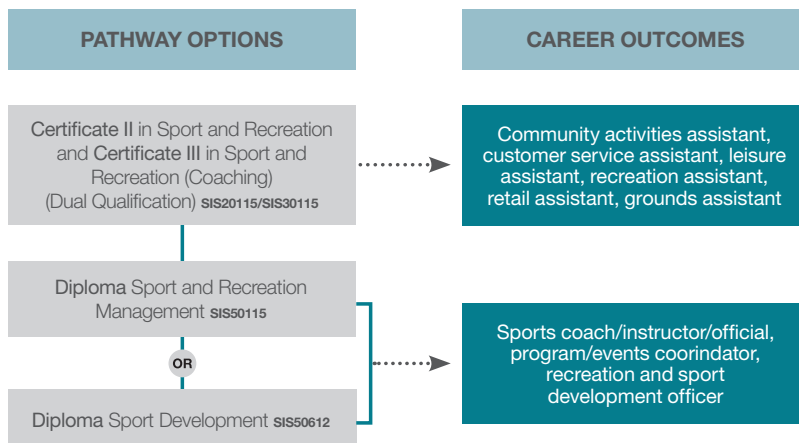 PATHWAY OPTIONS
CAREER OUTCOMES
Certificate II in Sport and Recreation
and Certificate III in Sport and
Recreation (Coaching)
(Dual Qualification) SIS20115/SIS30115
Community activities assistant,
customer service assistant, leisure
assistant, recreation assistant,
retail assistant, grounds assistant
Diploma Sport and Recreation
Management SIS50115
OR
Diploma Sport Development SIS50612
Sports coach/instructor/official,
program/events coorindator,
recreation and sport
development officer